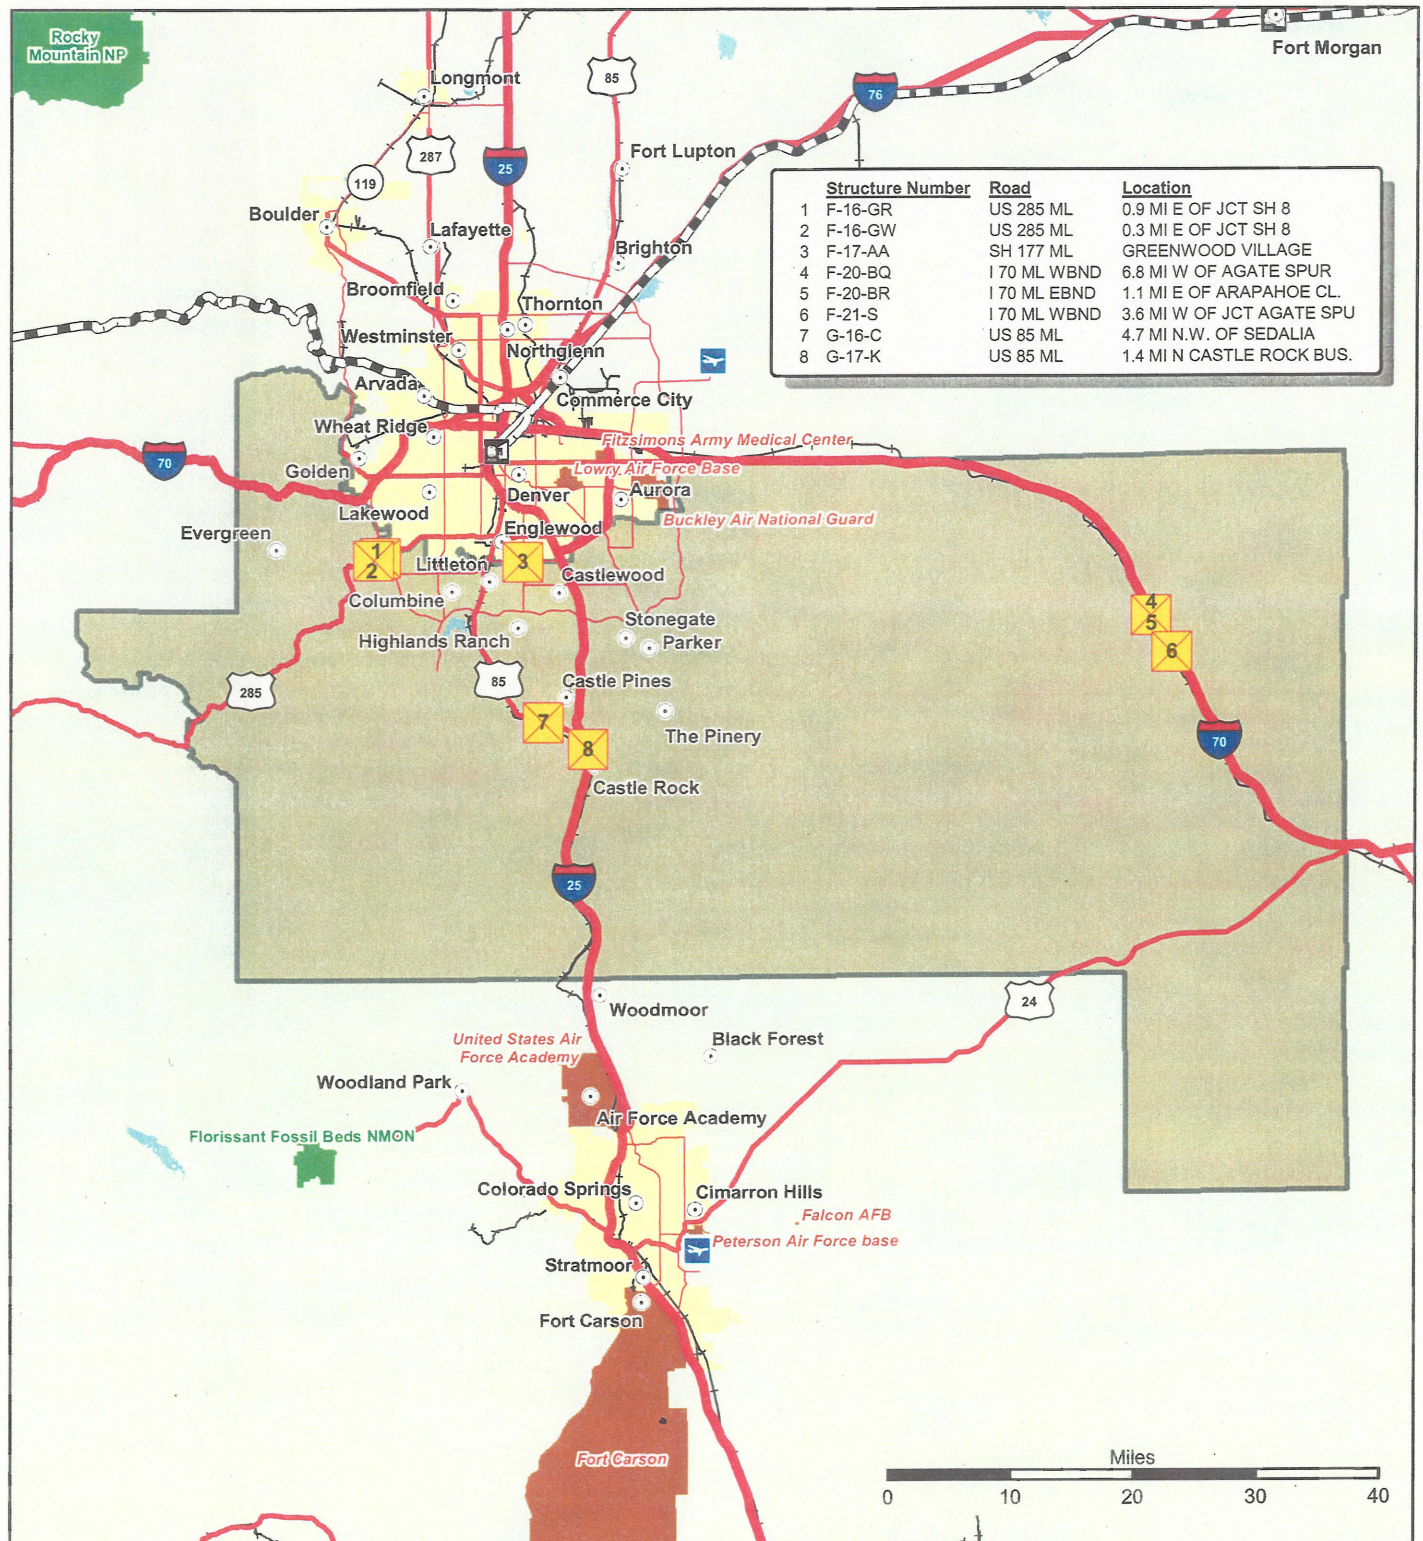 Rocky
Mountain NP
Fort Morgan
Longmont
85
76
287
25
Fort Lupton
119
Boulder
Lafayette
Brighton
Broomfield
Thornton
Westminster
Northglenn
Arvada
Commerce City
Structure Number Road Location
1 F-16-GR US 285 ML 0.9 MI E OF JCT SH 8
2 F-16-GW US 285 ML 0.3 MI E OF JCT SH 8
3 F-17-AA SH 177 ML GREENWOOD VILLAGE
4 F-20-BQ I 70 ML WBND 6.8 MI W OF AGATE SPUR
5 F-20-BR I 70 ML EBND 1.1 MI E OF ARAPAHOE CL.
6 F-21-S I 70 ML WBND 3.6 MI W OF JCT AGATE SPU
7 G-16-C US 85 ML 4.7 MI N.W. OF SEDALIA
8 G-17-K US 85 ML 1.4 MI N CASTLE ROCK BUS.
Wheat Ridge
Fitzsimons Army Medical Center
70
Golden
Lowry Air Force Base
Denver
Aurora
Lakewood
Buckley Air National Guard
Evergreen
Englewood
1
2
Littleton
3
Castlewood
Columbine
4
5
Stonegate
Highlands Ranch
Parker
6
285
85
Castle Pines
7
The Pinery
8
70
Castle Rock
25
24
Woodmoor
United States Air
Force Academy
Black Forest
Woodland Park
Air Force Academy
Florissant Fossil Beds NMON
Colorado Springs
Cimarron Hills
Falcon AFB
Peterson Air Force base
Stratmoor
Fort Carson
Fort Carson
Miles
0 10 20 30 40